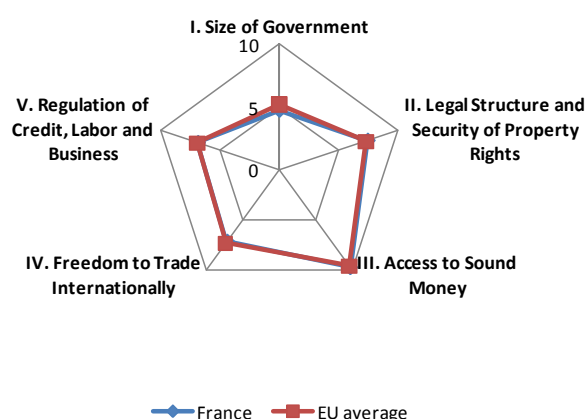 I. Size of Government
10
V. Regulation of
Credit, Labor and
Business
5
II. Legal Structure and
Security of Property
Rights
0
IV. Freedom to Trade
Internationally
III. Access to Sound
Money
France
EU average